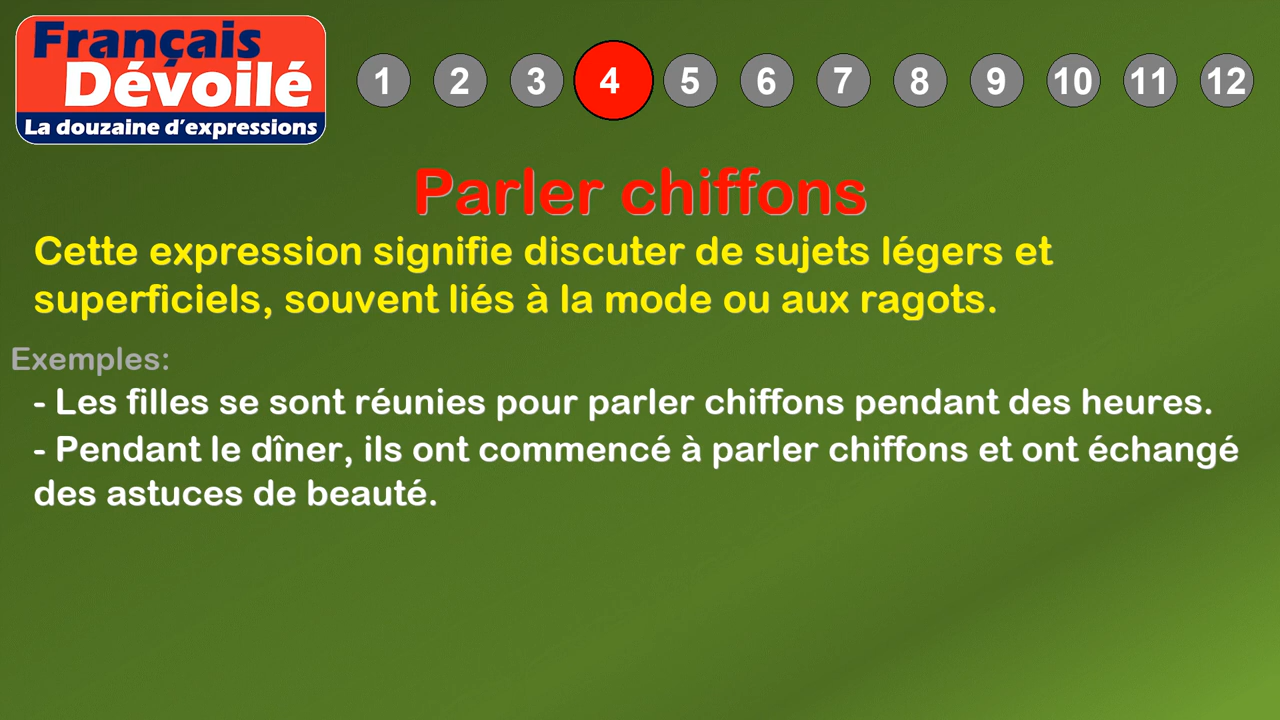 Français
Dévoilé
La douzaine d'expressions
1 2 3 4 5 6 7 8 9 10 11 12
Parler chiffons
Cette expression signifie discuter de sujets légers et
superficiels, souvent liés à la mode ou aux ragots.
Exemples:
- Les filles se sont réunies pour parler chiffons pendant des heures.
- Pendant le dîner, ils ont commencé à parler chiffons et ont échangé
des astuces de beauté.